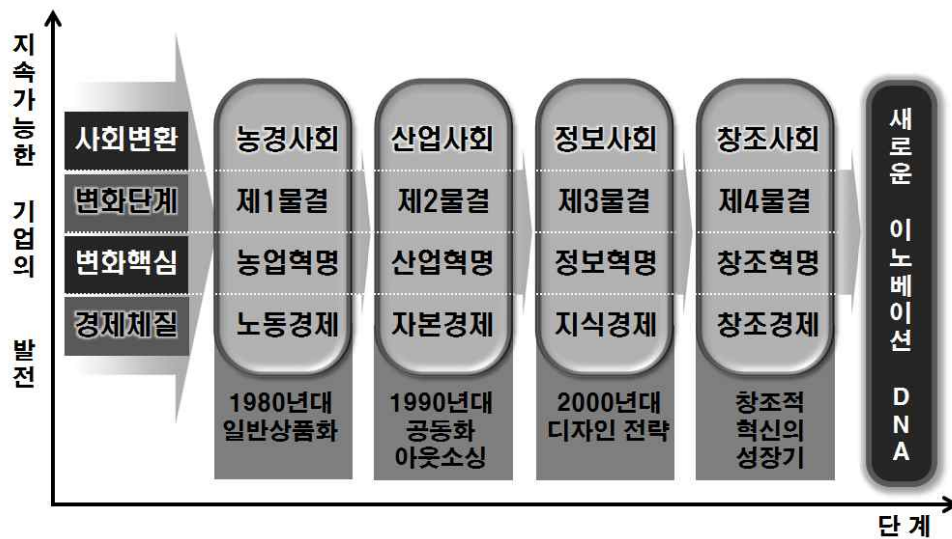 지속가능한 기업의 발전
사회변환
변화단계
변화핵심
경제체질
농경사회
제1물결
농업혁명
노동경제
1980년대
일반상품화
산업사회
제2물결
산업혁명
자본경제
1990년대
공동화
아웃소싱
정보사회
제3물결
정보혁명
지식경제
2000년대
디자인 전략
창조사회
제4물결
창조혁명
창조경제
창조적
혁신의
성장기
새로운 이노베이션 DNA
단 계